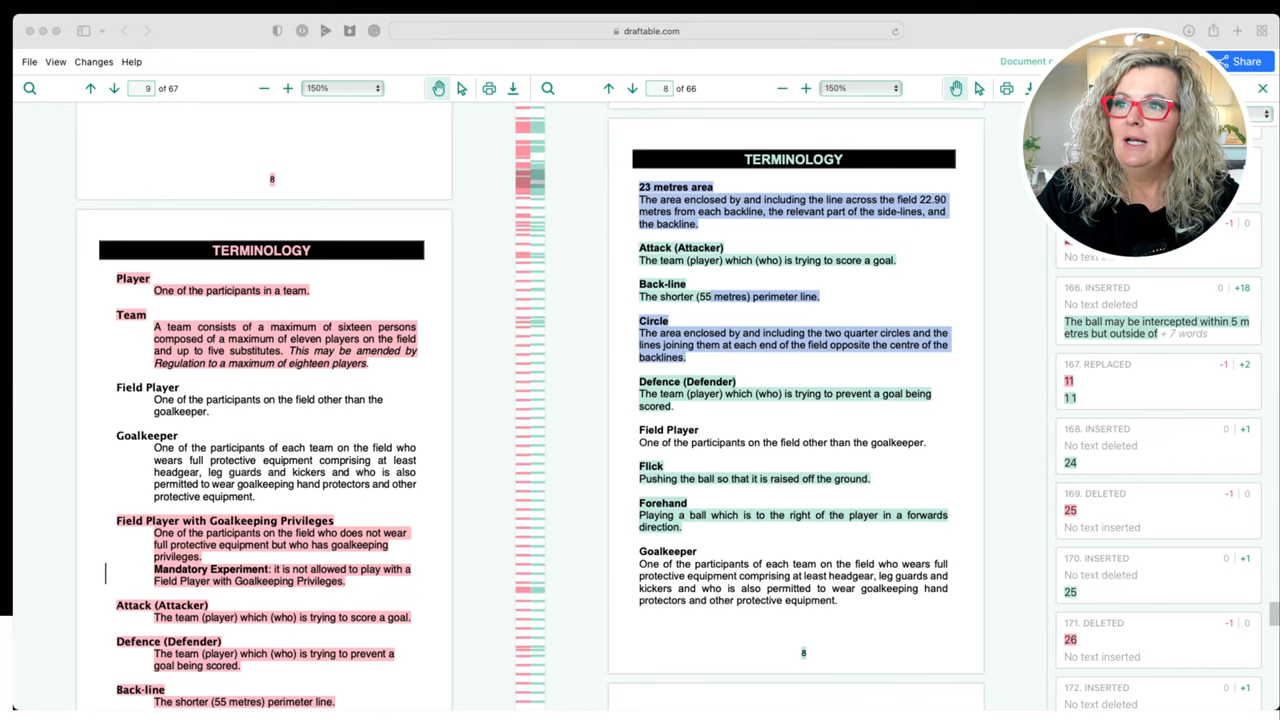 draftable.com
File View Changes Help
Document
Share
9 of 67
150%
8 of 66
150%
8
TERMINOLOGY
Player
One of the participants in a team.
Team
A team consists of a maximum of sixteen persons
composed of a maximum of eleven players on the field
and up to five substitutes. This may be amended by
Regulation to a maximum of eighteen players.
Field Player
One of the participants on the field other than the
goalkeeper.
Goalkeeper
One of the participants of each team on the field who
wears full protective equipment comprising at least
headgear, leg guards and kickers and who is also
permitted to wear goalkeeping hand protectors and other
protective equipment.
Field Player with Goalkeeping Privileges
One of the participants on the field who does not wear
full protective equipment but who has goalkeeping
privileges.
Mandatory Experiment: it is not allowed to play with a
Field Player with Goalkeeping Privileges.
Attack (Attacker)
The team (player) which (who) is trying to score a goal.
Defence (Defender)
The team (player) which (who) is trying to prevent a
goal being scored.
Back-line
The shorter (55 metres) perimeter line.
TERMINOLOGY
23 metres area
The area enclosed by and including the line across the field 22.90
metres from each backline, the relevant part of the side-lines, and
the backline.
Attack (Attacker)
The team (player) which (who) is trying to score a goal.
Back-line
The shorter (55 metres) perimeter line.
Circle
The area enclosed by and including the two quarter circles and the
lines joining them at each end of the field opposite the centre of the
backlines.
Defence (Defender)
The team (player) which (who) is trying to prevent a goal being
scored.
Field Player
One of the participants on the field other than the goalkeeper.
Flick
Pushing the ball so that it is raised off the ground.
Forehand
Playing a ball which is to the right of the player in a forwards
direction.
Goalkeeper
One of the participants of each team on the field who wears full
protective equipment comprising at least headgear, leg guards and
kickers and who is also permitted to wear goalkeeping hand
protectors and other protective equipment.
8
-1 0
No text
166. INSERTED 0 +18
No text deleted
The ball may be intercepted within 5 m
etres but outside of + 7 words
167. REPLACED -1 +2
11
1 1
168. INSERTED 0 +1
No text deleted
24
169. DELETED -1 0
25
No text inserted
170. INSERTED 0 +1
No text deleted
25
171. DELETED -1 0
26
No text inserted
172. INSERTED 0 +1
No text deleted